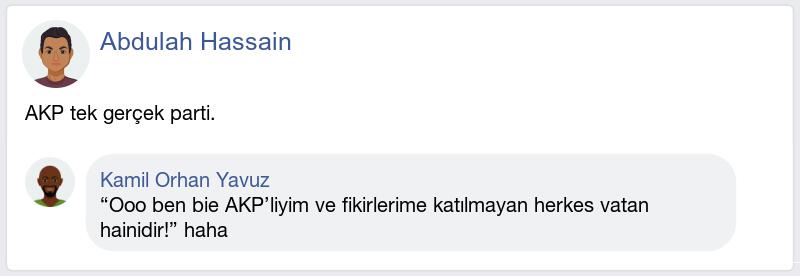 Abdulah Hassain
AKP tek gerçek parti.
Kamil Orhan Yavuz
“Ooo ben bie AKP’liyim ve fikirlerime katılmayan herkes vatan
hainidir!” haha